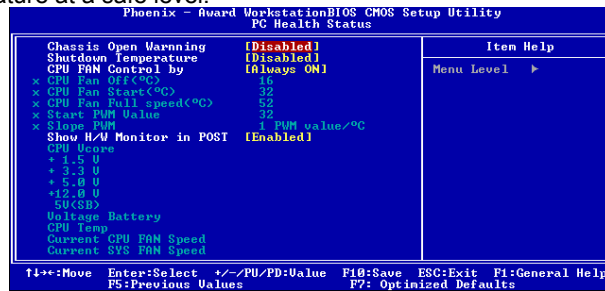 ature at a safe level.
Phoenix - Award WorkstationBIOS CMOS Setup Utility
PC Health Status
Chassis Open Warnning [Disabled]
Shutdown Temperature [Disabled]
CPU FAN Control by [Always ON]
x CPU Fan Off(°C) 16
x CPU Fan Start(°C) 32
x CPU Fan Full speed(°C) 52
x Start PWM Value 32
x Slope PWM 1 PWM value/°C
Show H/W Monitor in POST [Enabled]
CPU Vcore
+ 1.5 V
+ 3.3 V
+ 5.0 V
+12.0 V
5V(SB)
Voltage Battery
CPU Temp
Current CPU FAN Speed
Current SYS FAN Speed
Item Help
Menu Level ►
↑↓→←:Move Enter:Select +/-/PU/PD:Value F10:Save ESC:Exit F1:General Help
F5:Previous Values F7: Optimized Defaults